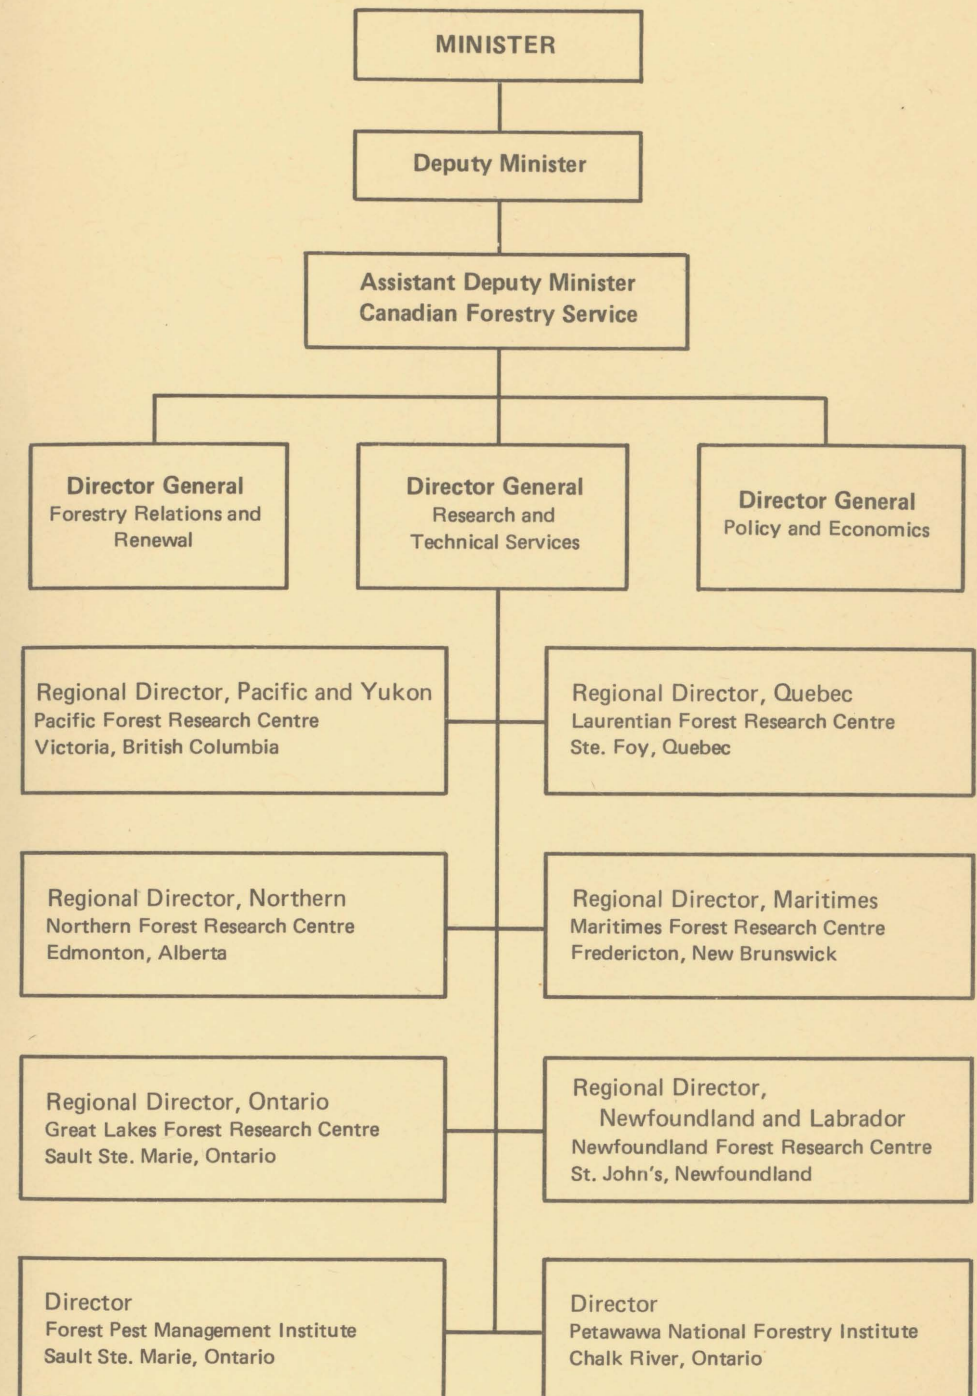 MINISTER
Deputy Minister
Assistant Deputy Minister
Canadian Forestry Service
Director General
Forestry Relations and
Renewal
Director General
Research and
Technical Services
Director General
Policy and Economics
Regional Director, Pacific and Yukon
Pacific Forest Research Centre
Victoria, British Columbia
Regional Director, Quebec
Laurentian Forest Research Centre
Ste. Foy, Quebec
Regional Director, Northern
Northern Forest Research Centre
Edmonton, Alberta
Regional Director, Maritimes
Maritimes Forest Research Centre
Fredericton, New Brunswick
Regional Director, Ontario
Great Lakes Forest Research Centre
Sault Ste. Marie, Ontario
Regional Director,
Newfoundland and Labrador
Newfoundland Forest Research Centre
St. John's, Newfoundland
Director
Forest Pest Management Institute
Sault Ste. Marie, Ontario
Director
Petawawa National Forestry Institute
Chalk River, Ontario